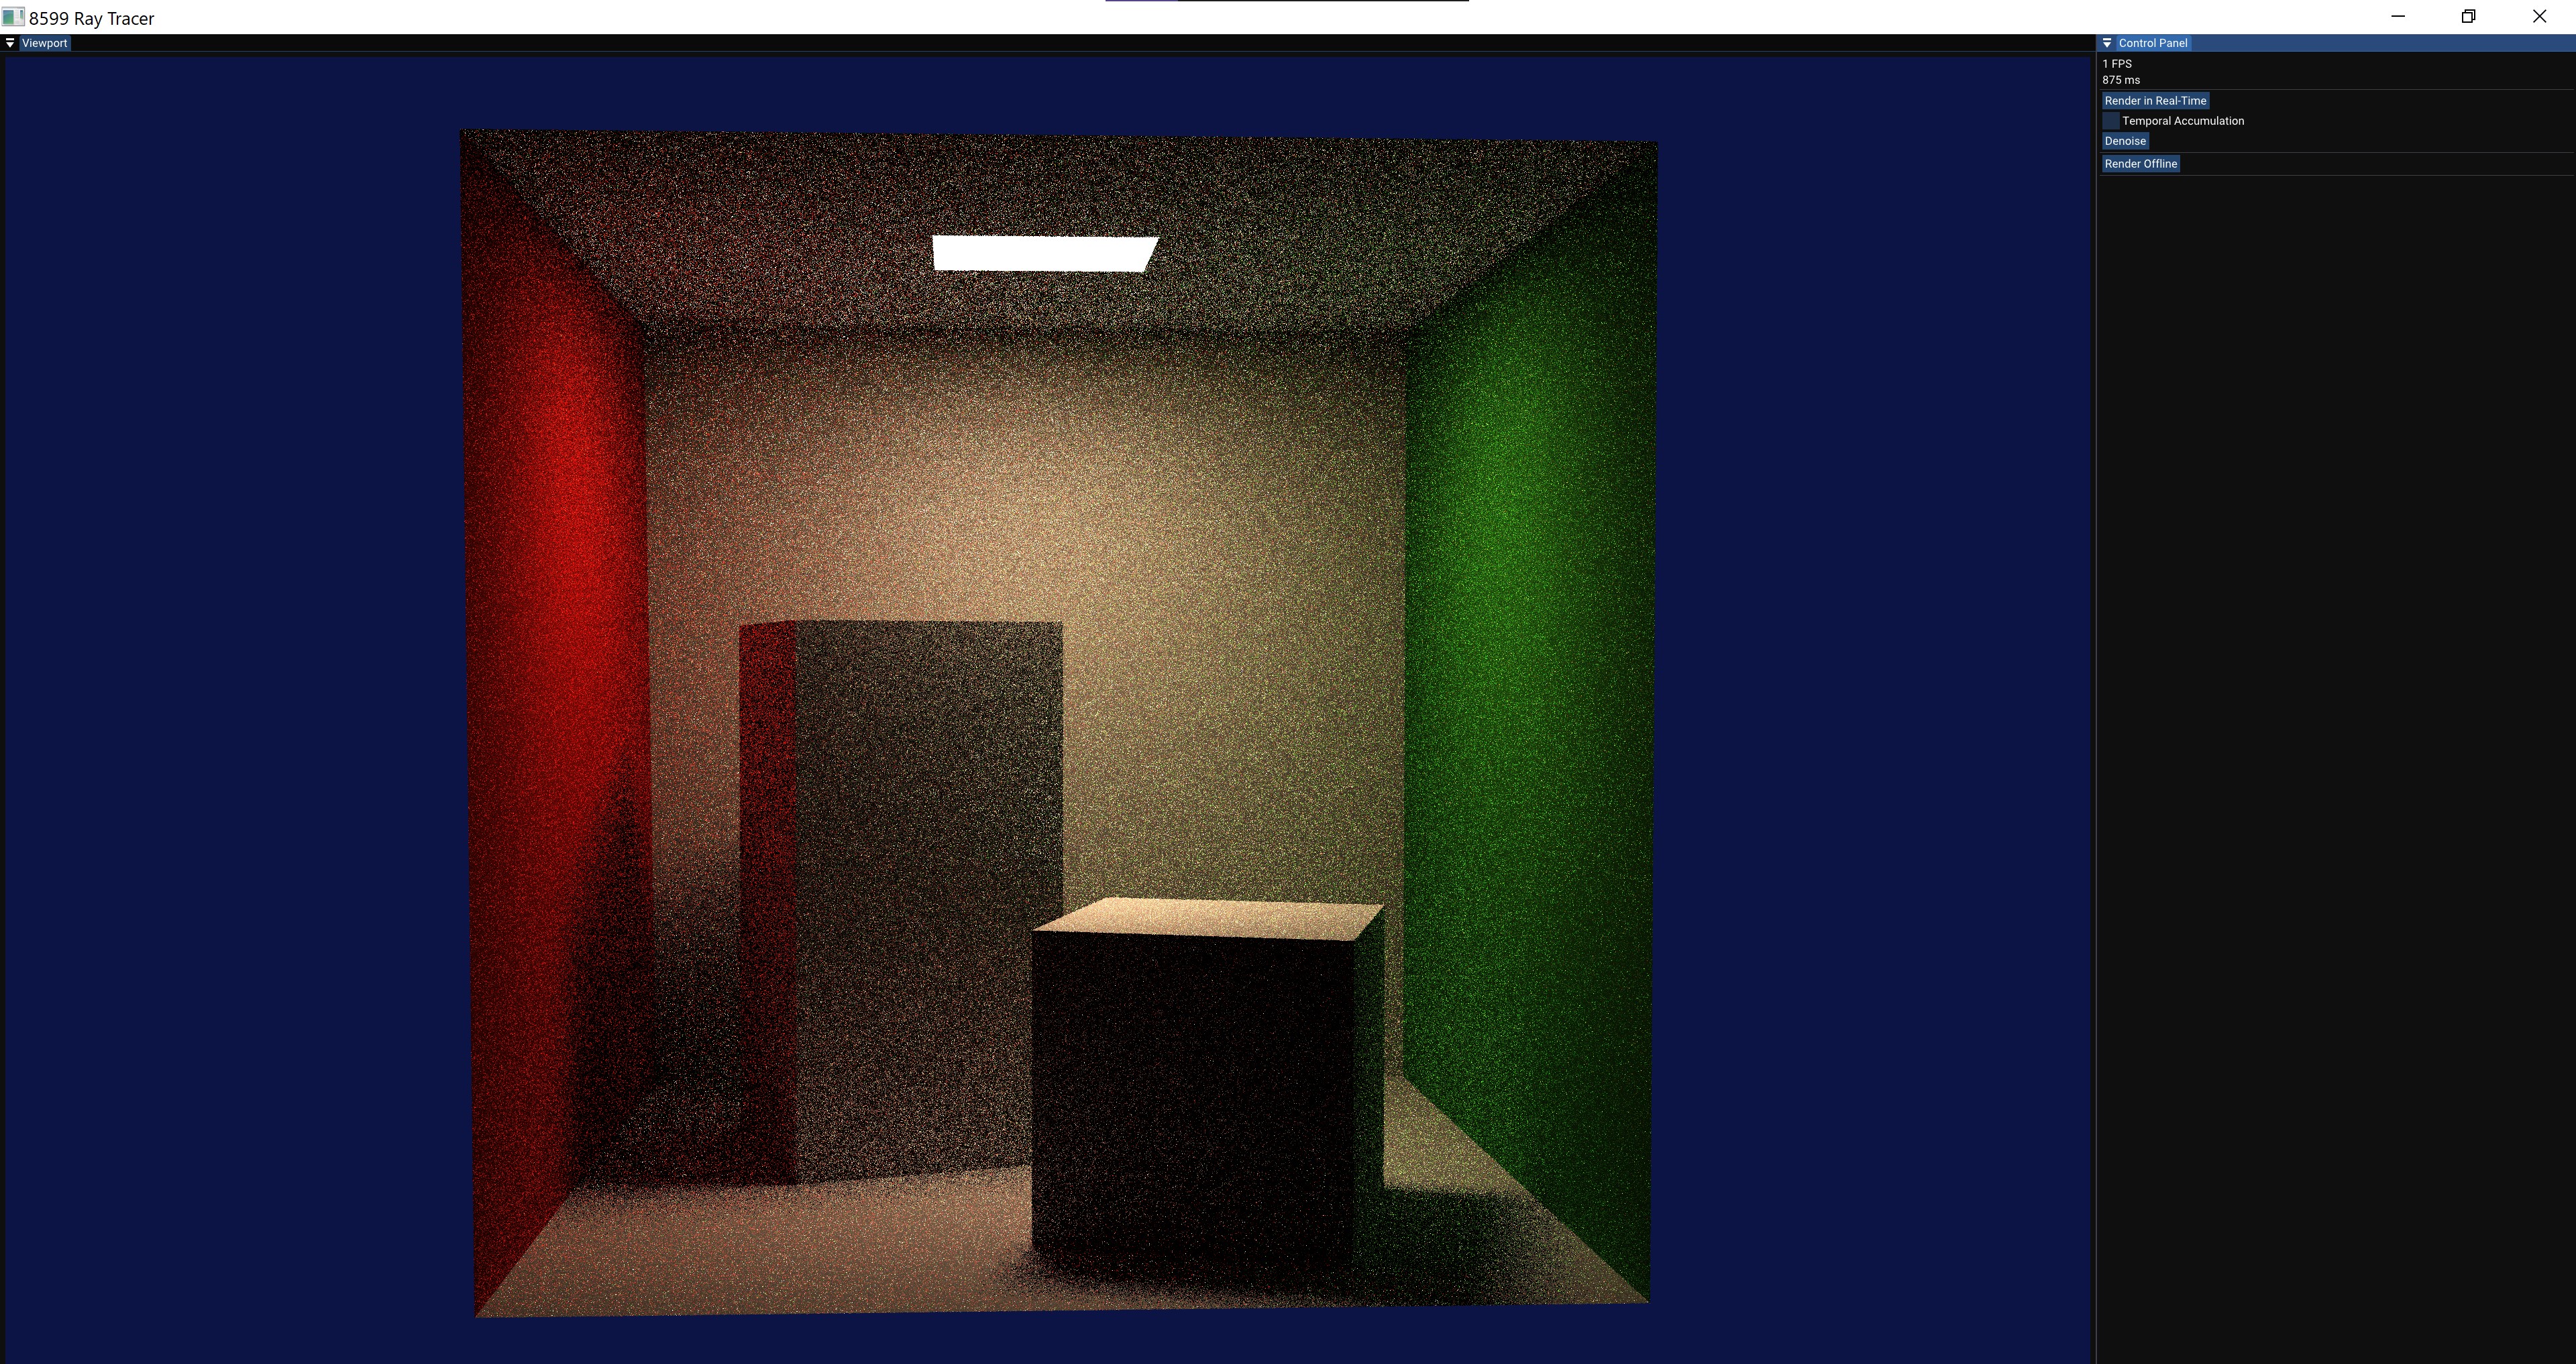 8599 Ray Tracer
Viewport
Control Panel
1 FPS
875 ms
Render in Real-Time
Temporal Accumulation
Denoise
Render Offline